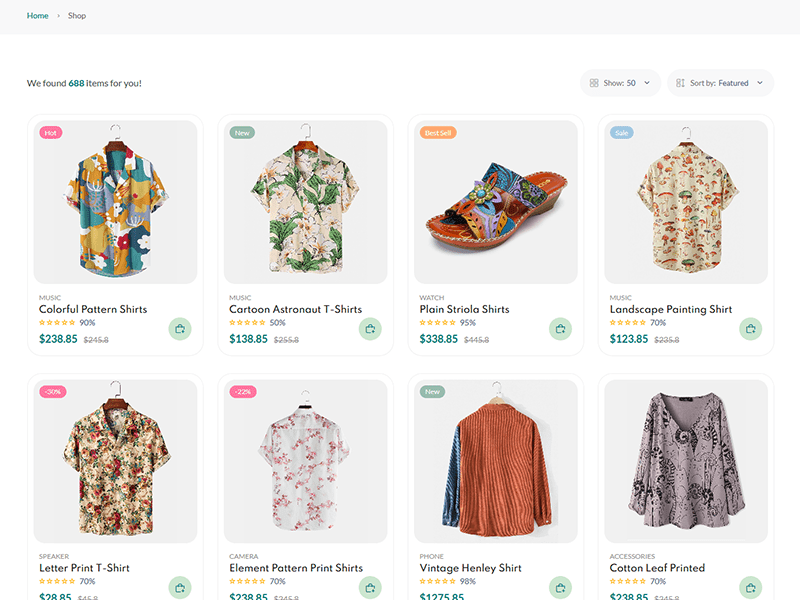 Home > Shop
We found 688 items for you!
Show: 50
Sort by: Featured
Hot
New
Best Sell
Sale
MUSIC
Colorful Pattern Shirts
90%
$238.85 $245.8
MUSIC
Cartoon Astronaut T-Shirts
50%
$138.85 $255.8
WATCH
Plain Striola Shirts
95%
$338.85 $445.8
MUSIC
Landscape Painting Shirt
70%
$123.85 $235.8
-30%
-22%
New
SPEAKER
Letter Print T-Shirt
70%
$28.85 $45.8
CAMERA
Element Pattern Print Shirts
70%
$238.85 $245.8
PHONE
Vintage Henley Shirt
98%
$1275.85
ACCESSORIES
Cotton Leaf Printed
70%
$238.85 $245.8